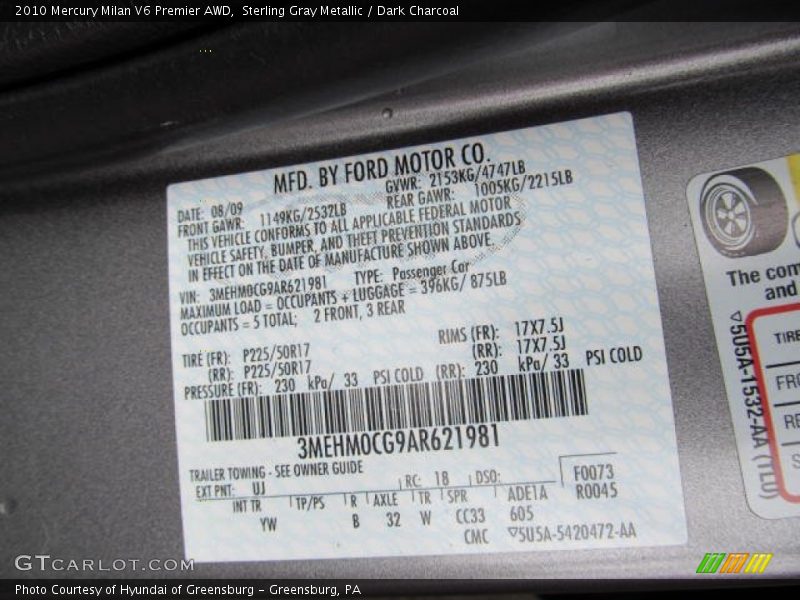 2010 Mercury Milan V6 Premier AWD,  Sterling Gray Metallic / Dark Charcoal
MFD. BY FORD MOTOR CO.
DATE: 08/09 GVWR: 2153KG/4747LB
FRONT GAWR: 1149KG/2532LB REAR GAWR: 1005KG/2215LB
THIS VEHICLE CONFORMS TO ALL APPLICABLE FEDERAL MOTOR
VEHICLE SAFETY, BUMPER, AND THEFT PREVENTION STANDARDS
IN EFFECT ON THE DATE OF MANUFACTURE SHOWN ABOVE.
VIN: 3MEHM0CG9AR621981 TYPE: Passenger Car
MAXIMUM LOAD = OCCUPANTS + LUGGAGE = 396KG/ 875LB
OCCUPANTS = 5 TOTAL; 2 FRONT, 3 REAR
TIRE (FR): P225/50R17 RIMS (FR): 17X7.5J
(RR): P225/50R17 (RR): 17X7.5J
PRESSURE (FR): 230 kPa/ 33 PSI COLD (RR): 230 kPa/ 33 PSI COLD
3MEHM0CG9AR621981
TRAILER TOWING - SEE OWNER GUIDE
EXT PNT: UJ RC: 18 DSO: F0073
INT TR TP/PS R AXLE TR SPR ADE1A R0045
YW B 32 W CC33 605
CMC ▽5U5A-5420472-AA
The com
and
▽5U5A-1532-AA (TL0)
TIRE
FRO
RE
S
GTCARLOT.COM
Photo Courtesy of Hyundai of Greensburg – Greensburg, PA